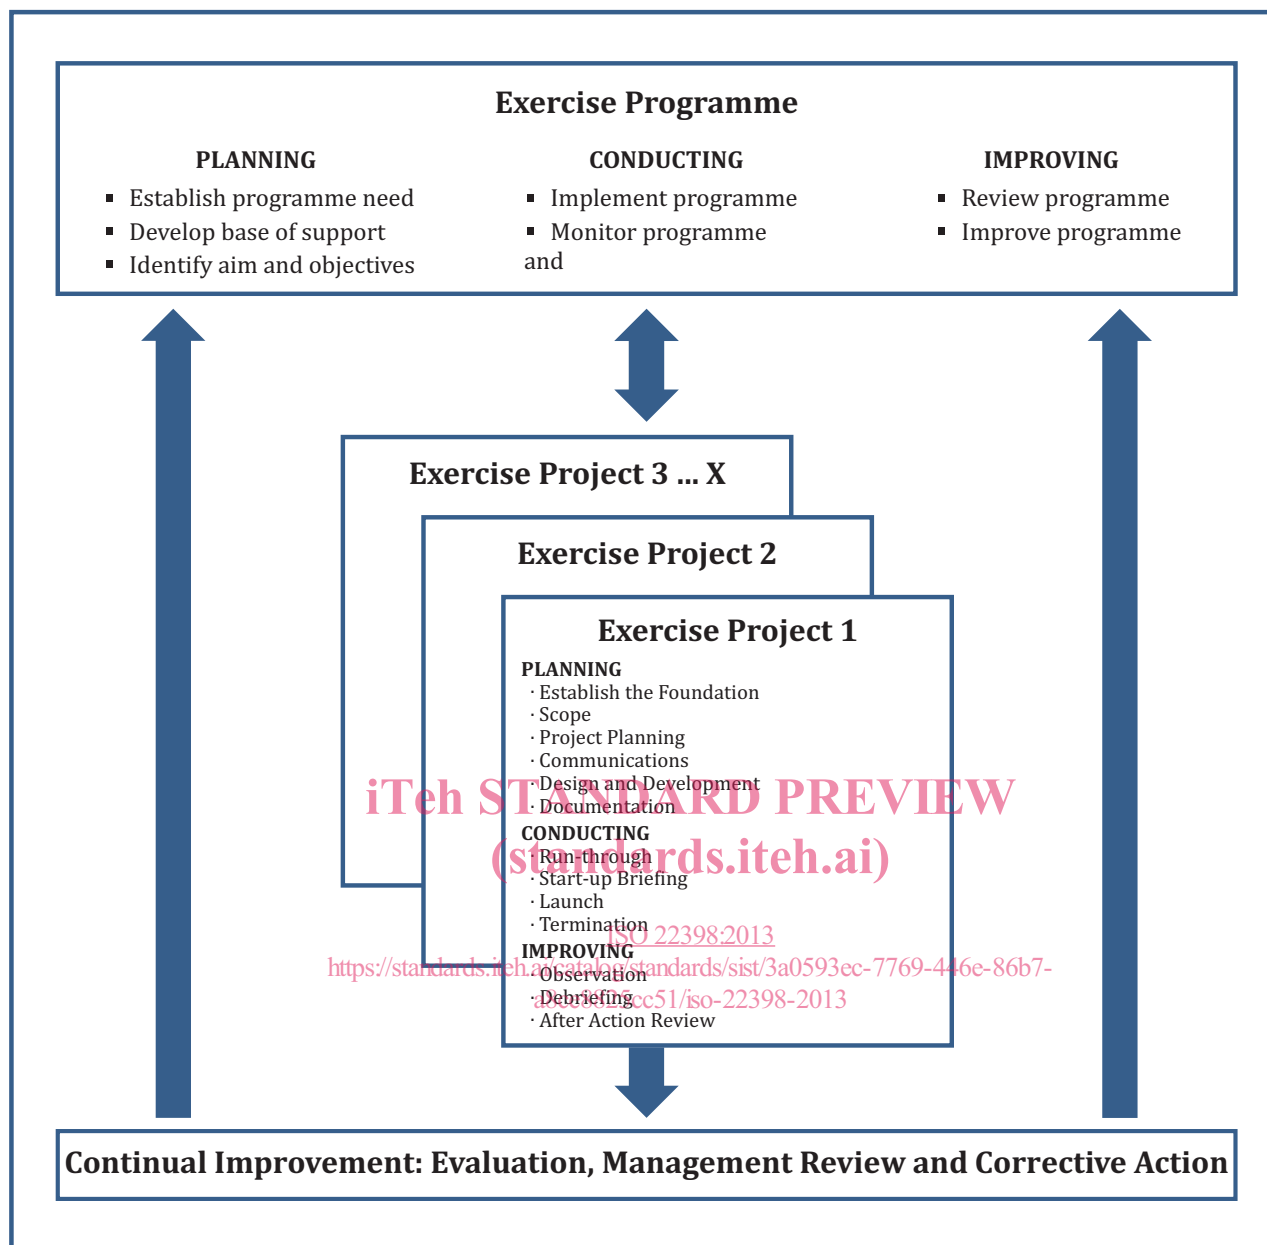 Exercise Programme
PLANNING
▪ Establish programme need
▪ Develop base of support
▪ Identify aim and objectives
CONDUCTING
▪ Implement programme
▪ Monitor programme
and
IMPROVING
▪ Review programme
▪ Improve programme
Exercise Project 3 ... X
Exercise Project 2
Exercise Project 1
PLANNING
· Establish the Foundation
· Scope
· Project Planning
· Communications
· Design and Development
· Documentation
CONDUCTING
· Run-through
· Start-up Briefing
· Launch
· Termination
IMPROVING
· Observation
· Debriefing
· After Action Review
iTeh STANDARD PREVIEW
(standards.iteh.ai)
ISO 22398:2013
https://standards.iteh.ai/catalog/standards/sist/3a0593ec-7769-446e-86b7-
Continual Improvement: Evaluation, Management Review and Corrective Action